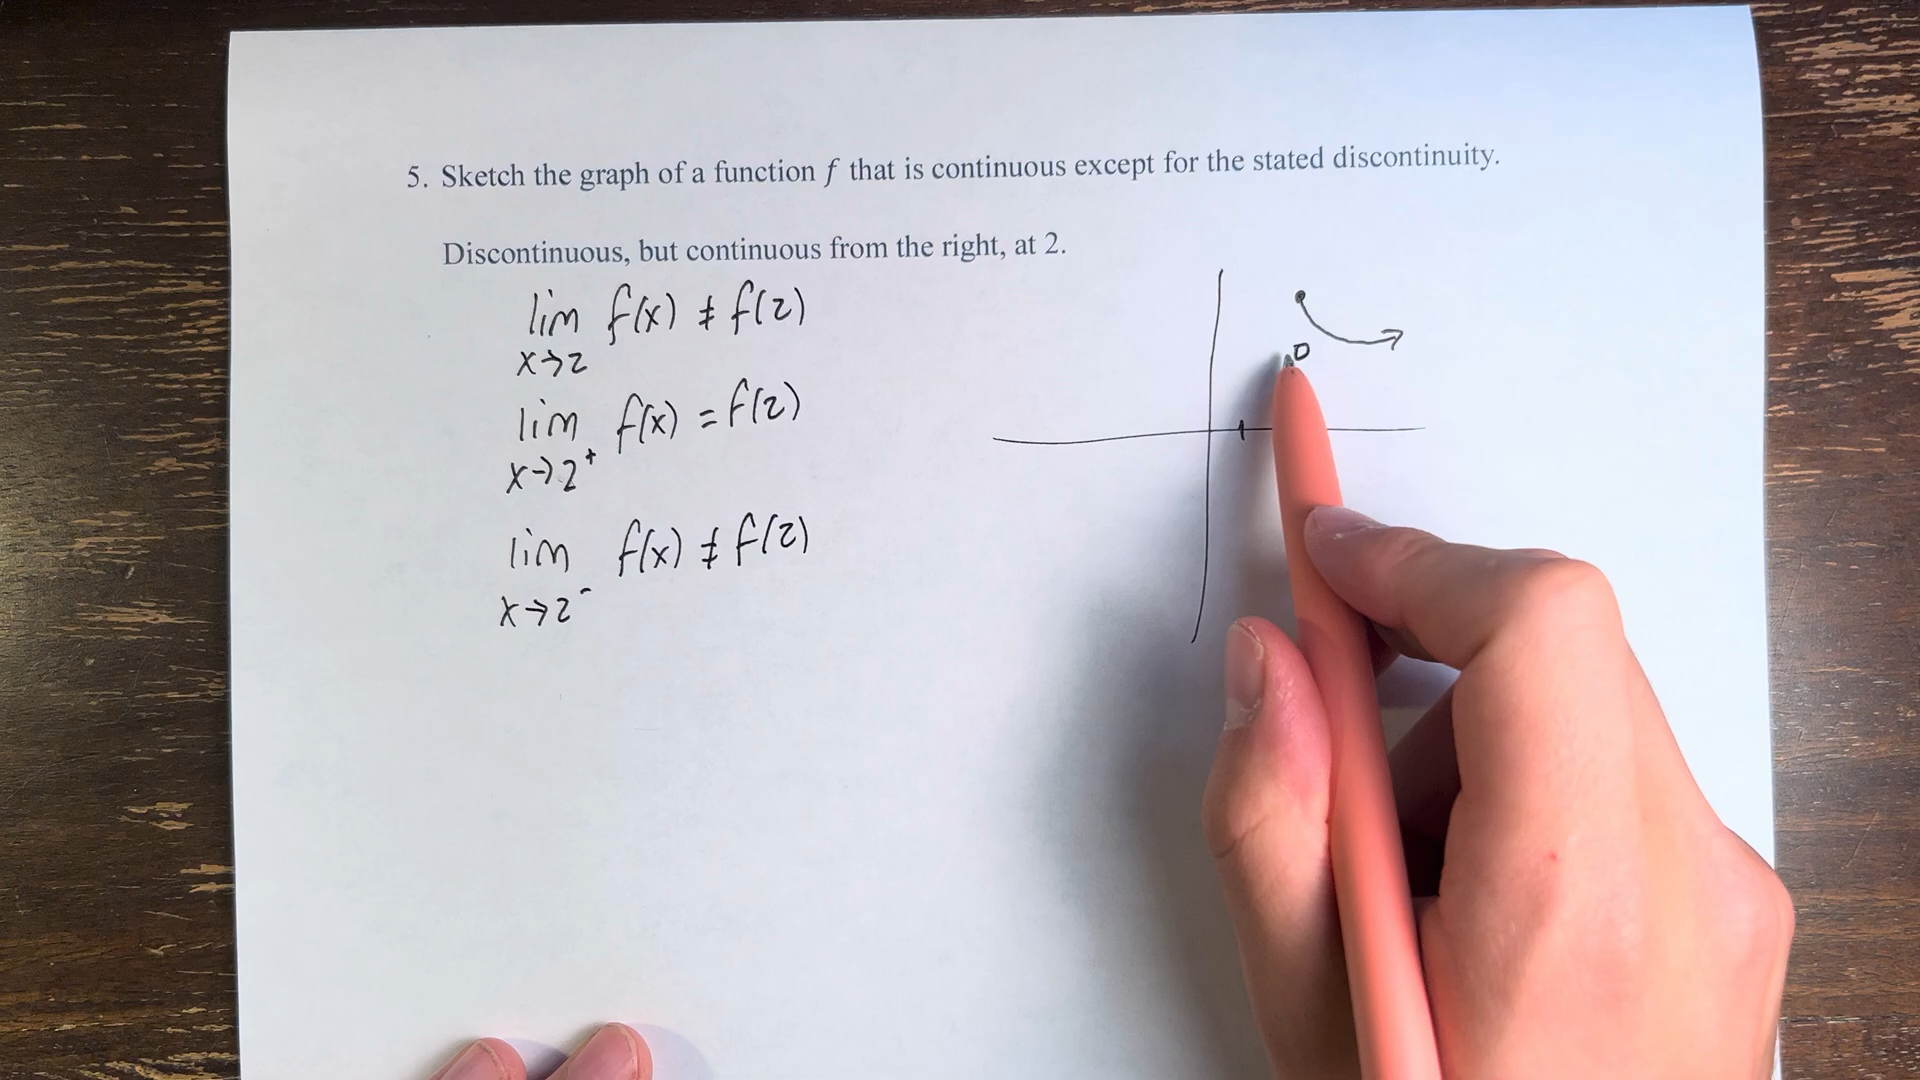 5. Sketch the graph of a function f that is continuous except for the stated discontinuity.
Discontinuous, but continuous from the right, at 2.
lim f(x) ≠ f(2)
x→2
lim f(x) = f(2)
x→2⁺
lim f(x) ≠ f(2)
x→2⁻